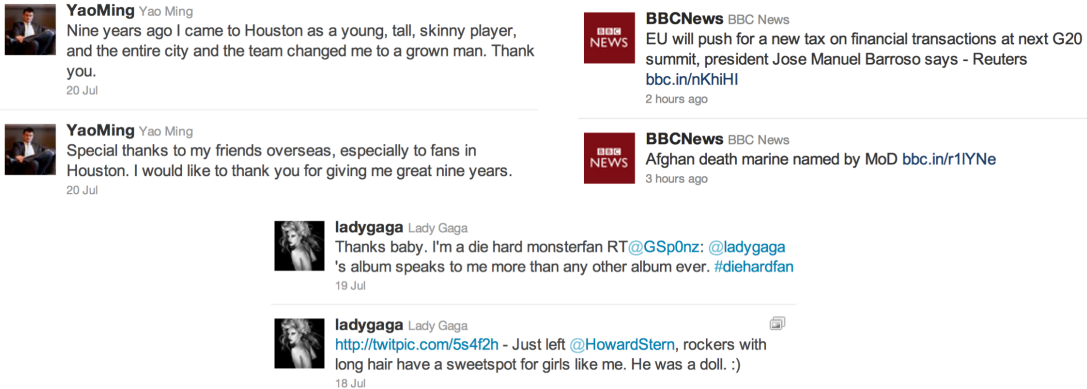 YaoMing Yao Ming
Nine years ago I came to Houston as a young, tall, skinny player,
and the entire city and the team changed me to a grown man. Thank
you.
20 Jul
YaoMing Yao Ming
Special thanks to my friends overseas, especially to fans in
Houston. I would like to thank you for giving me great nine years.
20 Jul
BBC
NEWS
BBCNews BBC News
EU will push for a new tax on financial transactions at next G20
summit, president Jose Manuel Barroso says - Reuters
bbc.in/nKhiHI
2 hours ago
BBC
NEWS
BBCNews BBC News
Afghan death marine named by MoD bbc.in/r1lYNe
3 hours ago
ladygaga Lady Gaga
Thanks baby. I'm a die hard monsterfan RT@GSp0nz: @ladygaga
's album speaks to me more than any other album ever. #diehardfan
19 Jul
ladygaga Lady Gaga
http://twitpic.com/5s4f2h - Just left @HowardStern, rockers with
long hair have a sweetspot for girls like me. He was a doll. :)
18 Jul